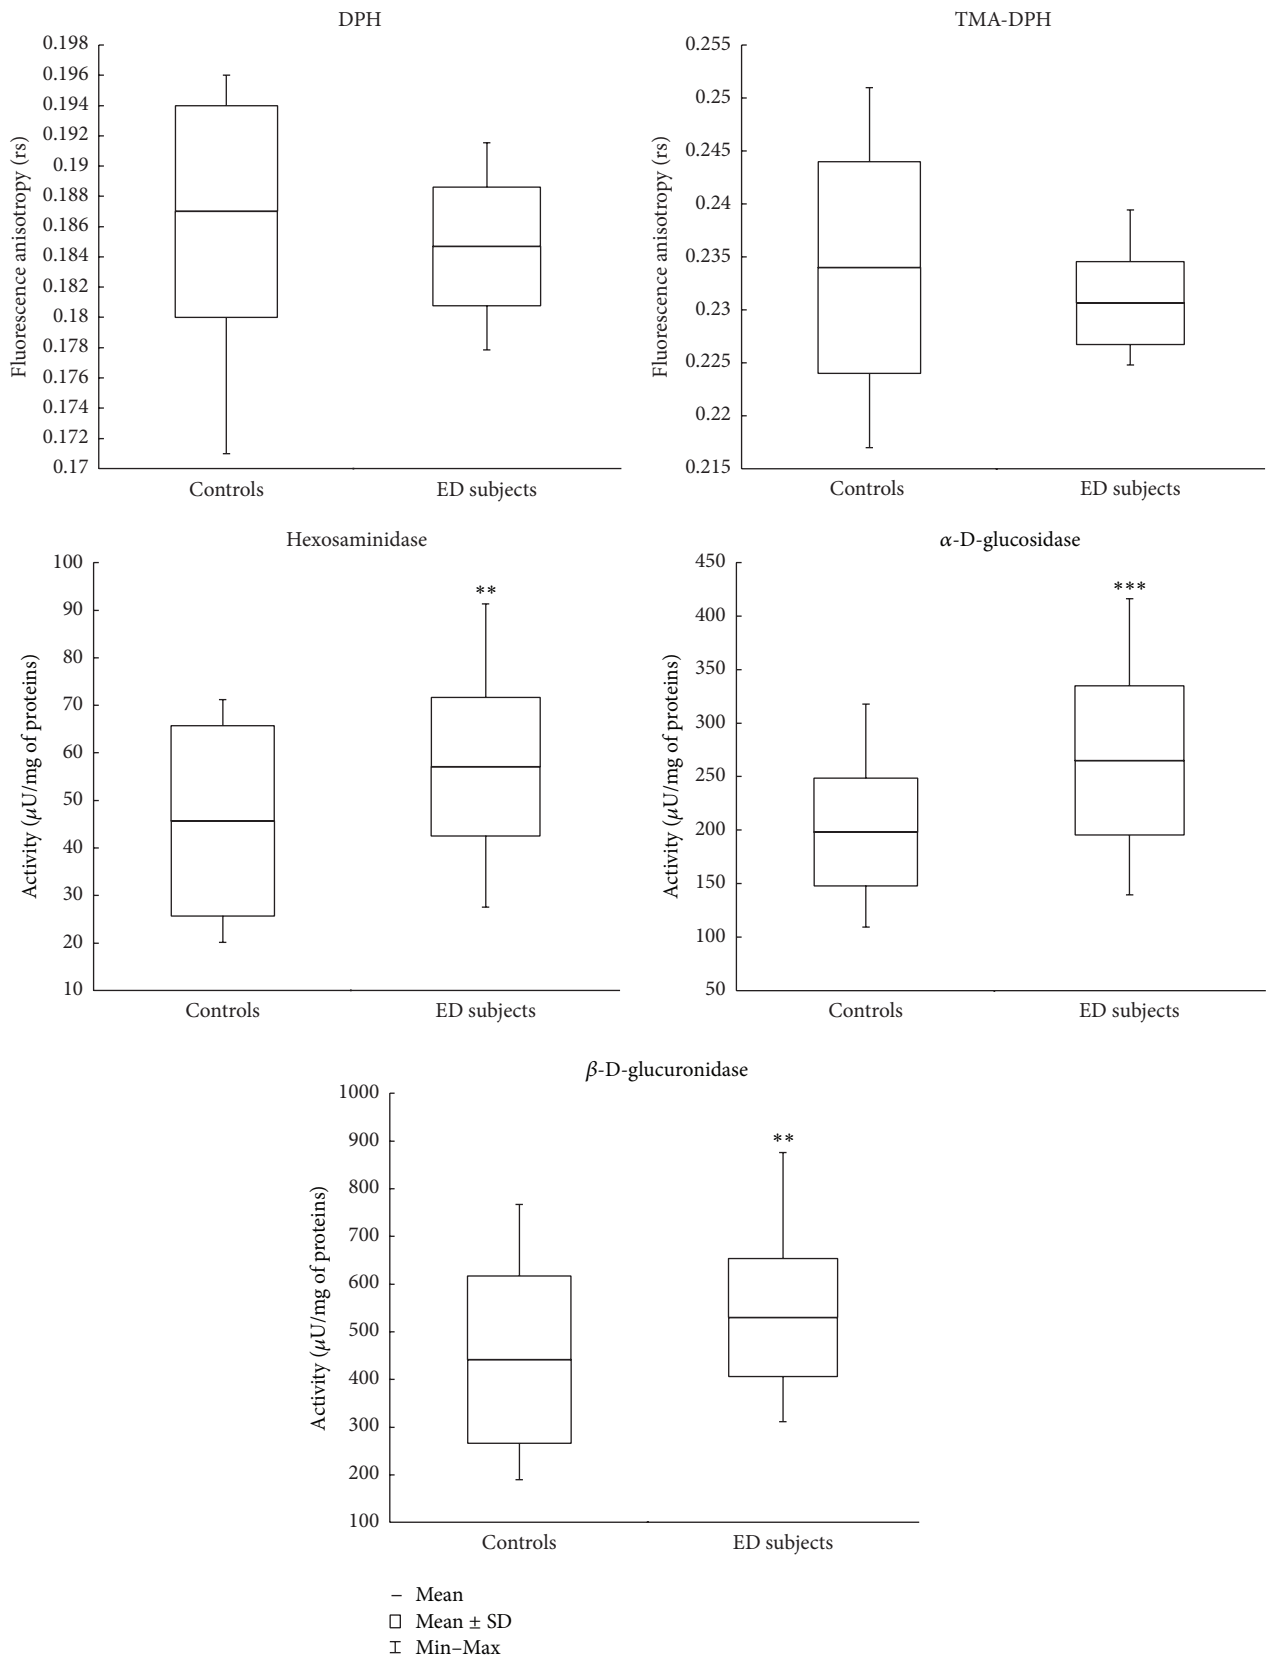 DPH
Fluorescence anisotropy (rs)
0.198
0.196
0.194
0.192
0.19
0.188
0.186
0.184
0.182
0.18
0.178
0.176
0.174
0.172
0.17
Controls
ED subjects
TMA-DPH
Fluorescence anisotropy (rs)
0.255
0.25
0.245
0.24
0.235
0.23
0.225
0.22
0.215
Controls
ED subjects
Hexosaminidase
Activity (μU/mg of proteins)
100
90
80
70
60
50
40
30
20
10
**
Controls
ED subjects
α-D-glucosidase
Activity (μU/mg of proteins)
450
400
350
300
250
200
150
100
50
***
Controls
ED subjects
β-D-glucuronidase
Activity (μU/mg of proteins)
1000
900
800
700
600
500
400
300
200
100
**
Controls
ED subjects
Mean
Mean ± SD
Min–Max